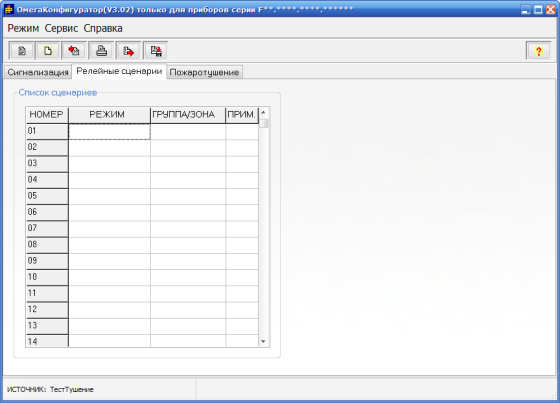 ОмегаКонфигуратор(V3.02) только для приборов серии F**.****.****.******
Режим Сервис Справка
?
Сигнализация Релейные сценарии Пожаротушение
Список сценариев
НОМЕР РЕЖИМ ГРУППА/ЗОНА ПРИМ.
01
02
03
04
05
06
07
08
09
10
11
12
13
14
ИСТОЧНИК: ТестТушение